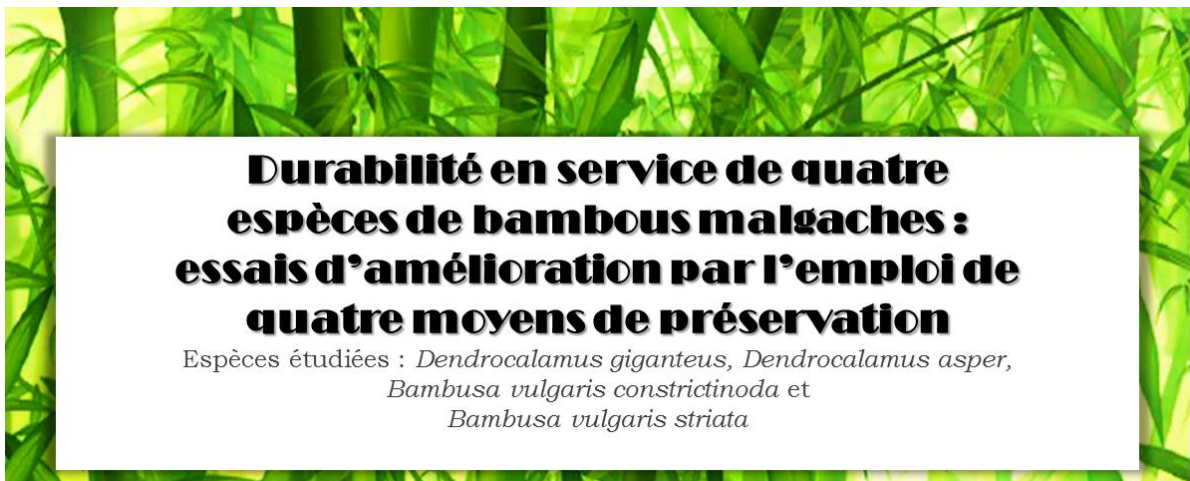 Durabilité en service de quatre
espèces de bambous malgaches :
essais d'amélioration par l'emploi de
quatre moyens de préservation
Espèces étudiées : Dendrocalamus giganteus, Dendrocalamus asper,
Bambusa vulgaris constrictinoda et
Bambusa vulgaris striata